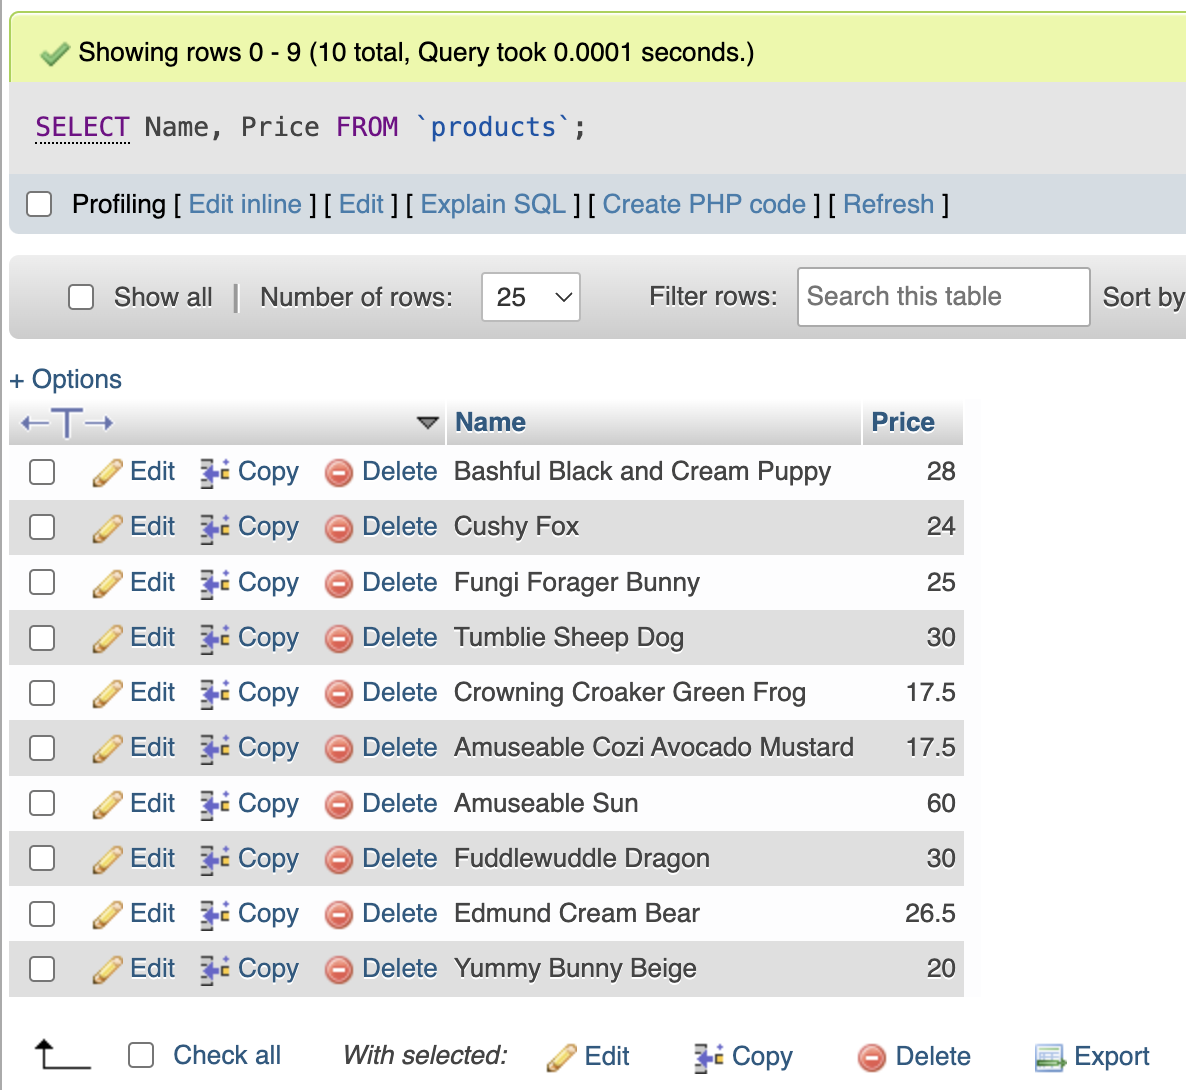 Showing rows 0 - 9 (10 total, Query took 0.0001 seconds.)
SELECT Name, Price FROM `products`;
Profiling [ Edit inline ] [ Edit ] [ Explain SQL ] [ Create PHP code ] [ Refresh ]
Show all | Number of rows: 25 Filter rows: Search this table Sort by
+ Options
←T→ Name Price
Edit Copy Delete Bashful Black and Cream Puppy 28
Edit Copy Delete Cushy Fox 24
Edit Copy Delete Fungi Forager Bunny 25
Edit Copy Delete Tumblie Sheep Dog 30
Edit Copy Delete Crowning Croaker Green Frog 17.5
Edit Copy Delete Amuseable Cozi Avocado Mustard 17.5
Edit Copy Delete Amuseable Sun 60
Edit Copy Delete Fuddlewuddle Dragon 30
Edit Copy Delete Edmund Cream Bear 26.5
Edit Copy Delete Yummy Bunny Beige 20
Check all With selected: Edit Copy Delete Export